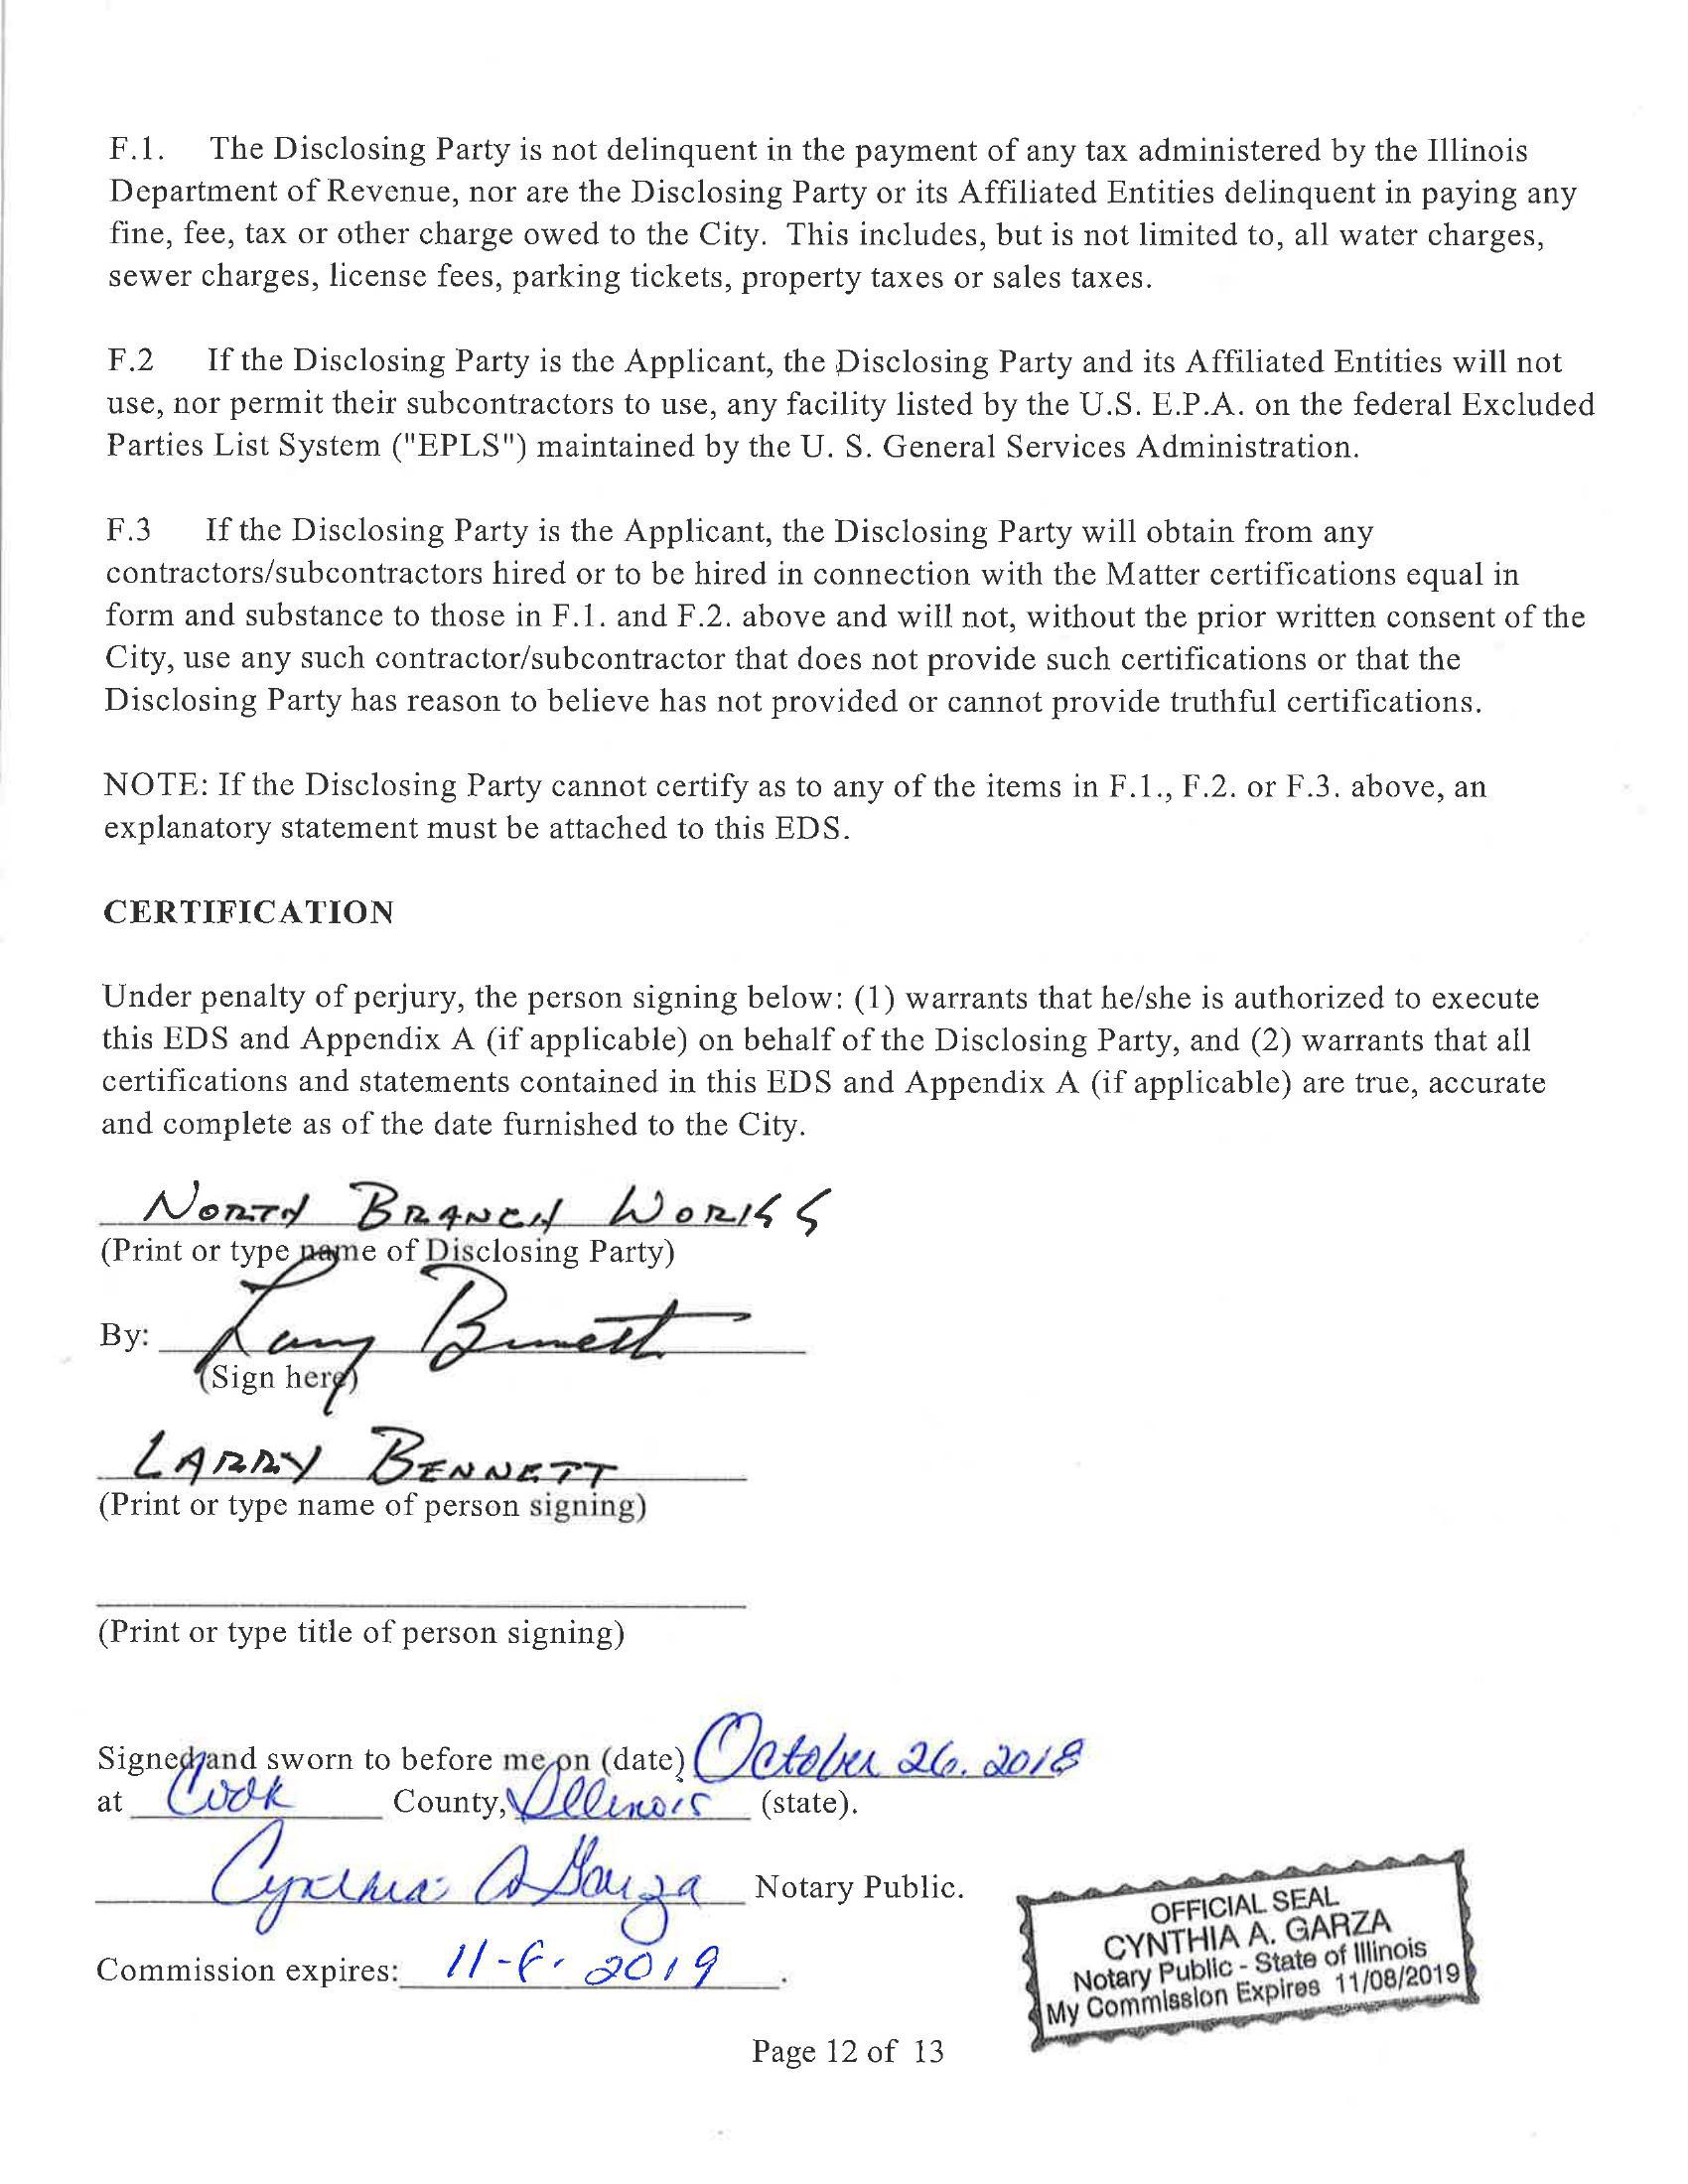 F.1. The Disclosing Party is not delinquent in the payment of any tax administered by the Illinois
Department of Revenue, nor are the Disclosing Party or its Affiliated Entities delinquent in paying any
fine, fee, tax or other charge owed to the City. This includes, but is not limited to, all water charges,
sewer charges, license fees, parking tickets, property taxes or sales taxes.
F.2 If the Disclosing Party is the Applicant, the Disclosing Party and its Affiliated Entities will not
use, nor permit their subcontractors to use, any facility listed by the U.S. E.P.A. on the federal Excluded
Parties List System ("EPLS") maintained by the U. S. General Services Administration.
F.3 If the Disclosing Party is the Applicant, the Disclosing Party will obtain from any
contractors/subcontractors hired or to be hired in connection with the Matter certifications equal in
form and substance to those in F.1. and F.2. above and will not, without the prior written consent of the
City, use any such contractor/subcontractor that does not provide such certifications or that the
Disclosing Party has reason to believe has not provided or cannot provide truthful certifications.
NOTE: If the Disclosing Party cannot certify as to any of the items in F.1., F.2. or F.3. above, an
explanatory statement must be attached to this EDS.
CERTIFICATION
Under penalty of perjury, the person signing below: (1) warrants that he/she is authorized to execute
this EDS and Appendix A (if applicable) on behalf of the Disclosing Party, and (2) warrants that all
certifications and statements contained in this EDS and Appendix A (if applicable) are true, accurate
and complete as of the date furnished to the City.
NORTH BRANCH WORKS
(Print or type name of Disclosing Party)
By: Larry Bennett
(Sign here)
LARRY BENNETT
(Print or type name of person signing)
(Print or type title of person signing)
Signed and sworn to before me on (date) October 26, 2018
at Cook County, Illinois (state).
Cynthia A Garza Notary Public.
Commission expires: 11-8-2019.
OFFICIAL SEAL
CYNTHIA A. GARZA
Notary Public - State of Illinois
My Commission Expires 11/08/2019
Page 12 of 13